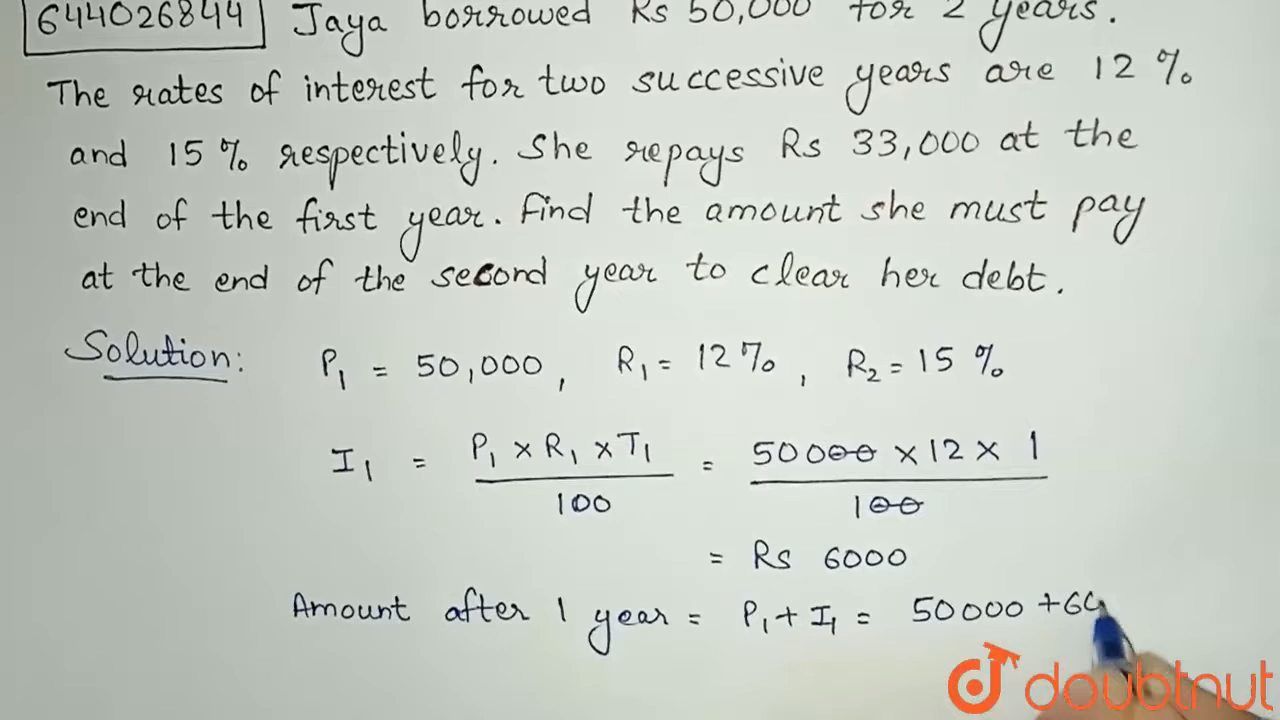 644026844 Jaya borrowed Rs 50,000 for 2 years.
The rates of interest for two successive years are 12 %
and 15 % respectively. She repays Rs 33,000 at the
end of the first year. Find the amount she must pay
at the end of the second year to clear her debt.
Solution: P₁ = 50,000, R₁ = 12 %, R₂ = 15 %
I₁ = P₁ × R₁ × T₁ / 100 = 50000 × 12 × 1 / 100
= Rs 6000
Amount after 1 year = P₁ + I₁ = 50000 + 60
doubtnut